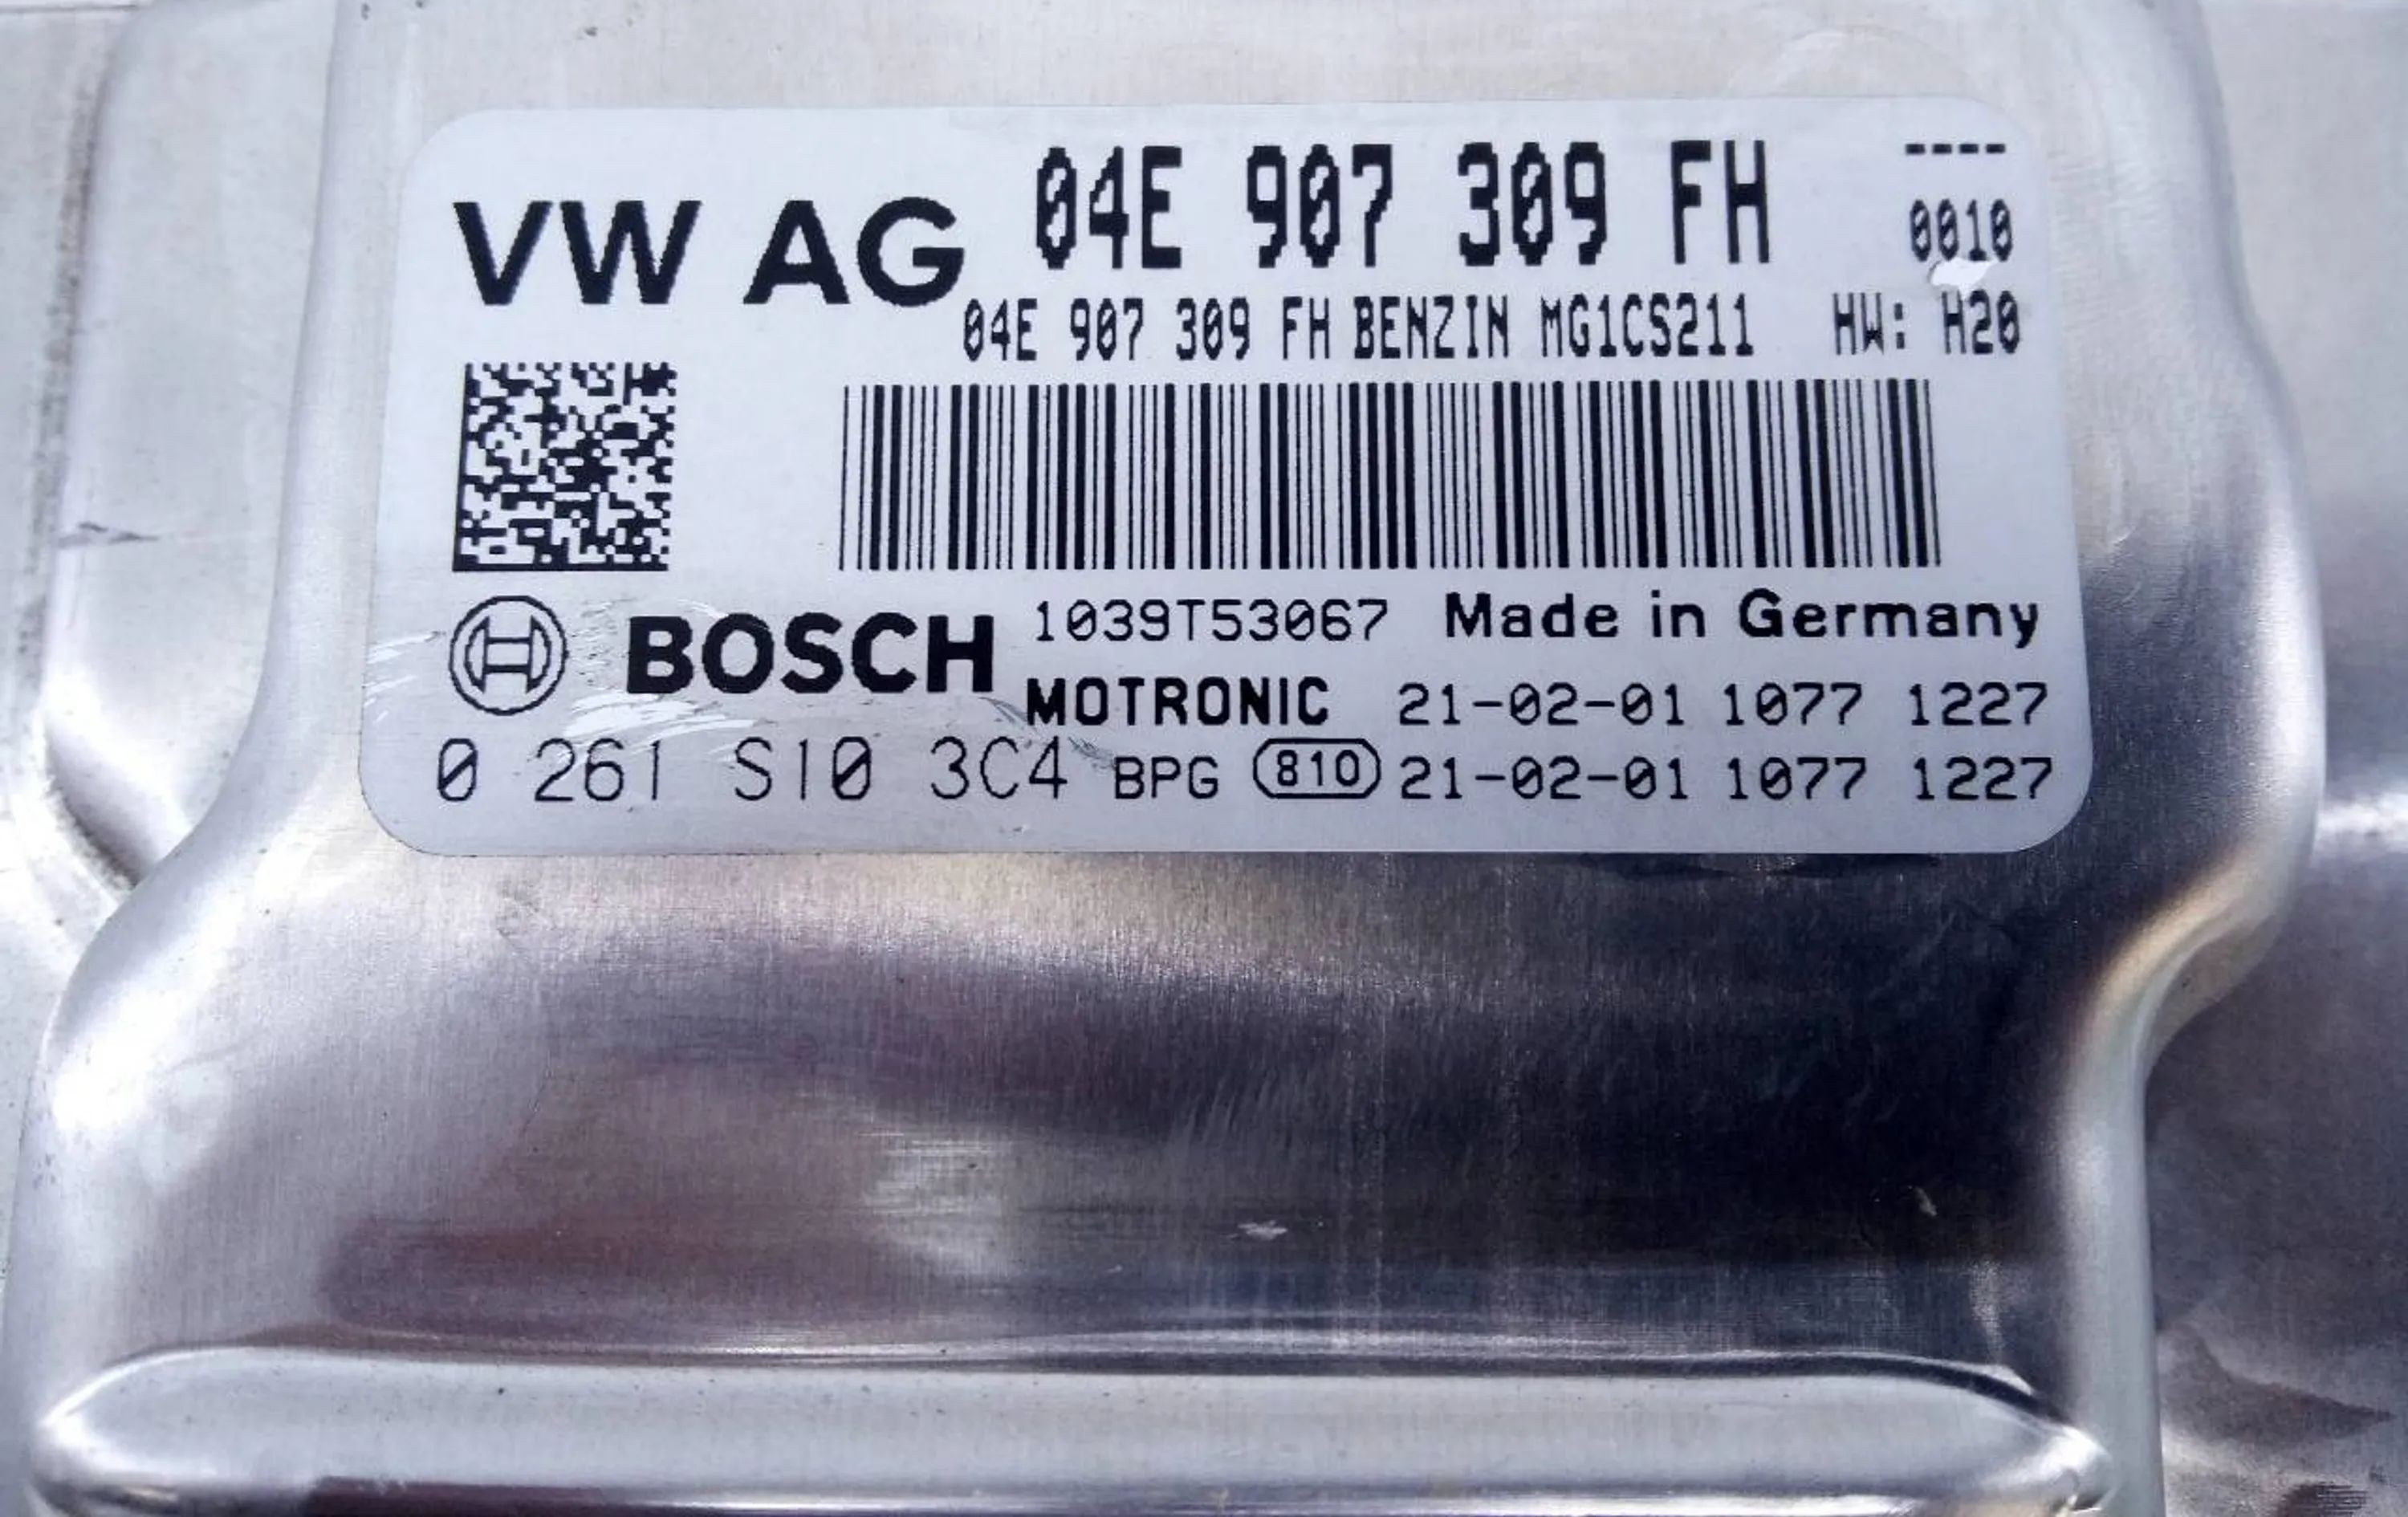 VW AG 04E 907 309 FH ----
0010
04E 907 309 FH BENZIN MG1CS211 HW: H20
BOSCH 1039T53067 Made in Germany
MOTRONIC 21-02-01 1077 1227
0 261 S10 3C4 BPG 810 21-02-01 1077 1227